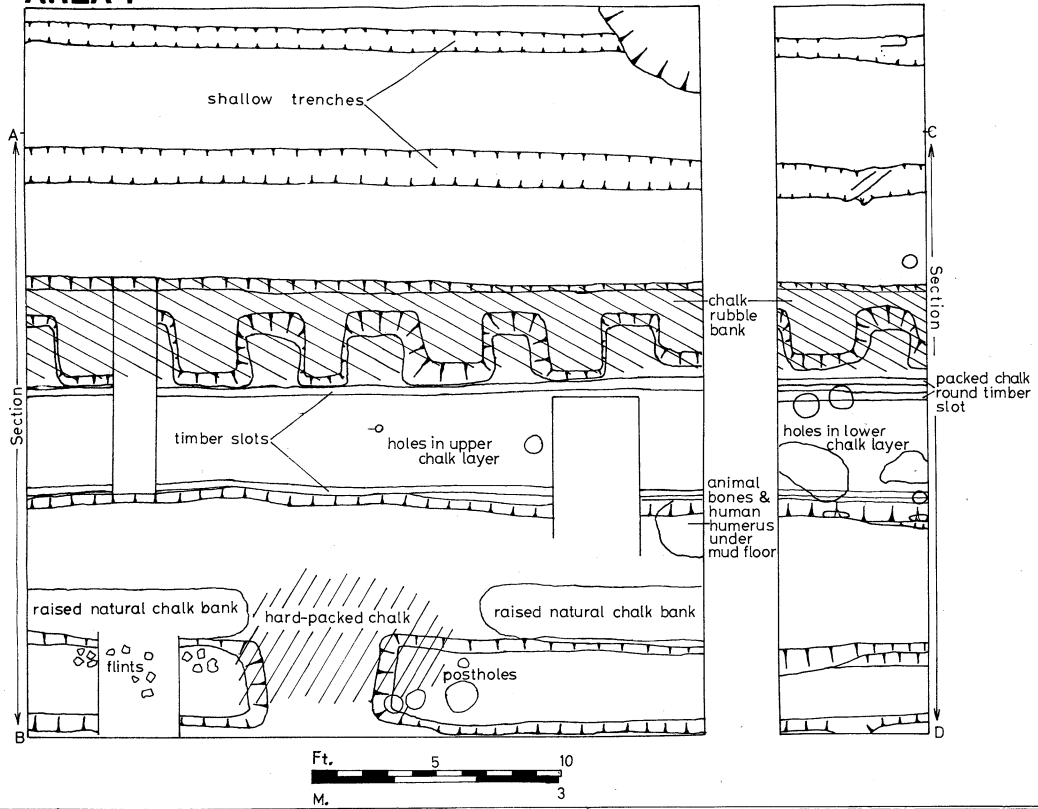 shallow trenches
A
C
Section
Section
chalk
rubble
bank
packed chalk
round timber
slot
timber slots
holes in upper
chalk layer
holes in lower
chalk layer
animal
bones &
human
humerus
under
mud floor
raised natural chalk bank
hard-packed chalk
raised natural chalk bank
flints
postholes
B
D
Ft. 5 10
M. 3